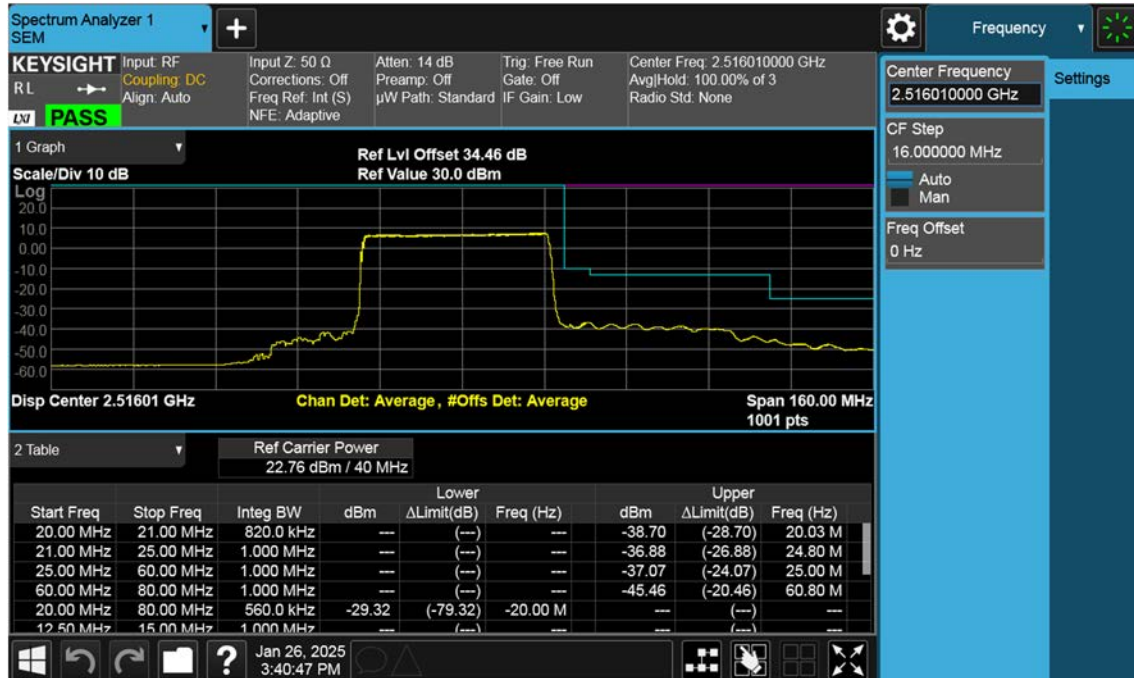 Spectrum Analyzer 1
SEM
Frequency
KEYSIGHT
R L
LXI
PASS
Input: RF
Coupling: DC
Align: Auto
Input Z: 50 Ω
Corrections: Off
Freq Ref: Int (S)
NFE: Adaptive
Atten: 14 dB
Preamp: Off
µW Path: Standard
Trig: Free Run
Gate: Off
IF Gain: Low
Center Freq: 2.516010000 GHz
Avg|Hold: 100.00% of 3
Radio Std: None
Center Frequency
2.516010000 GHz
Settings
CF Step
16.000000 MHz
Auto
Man
Freq Offset
0 Hz
1 Graph
Scale/Div 10 dB
Ref Lvl Offset 34.46 dB
Ref Value 30.0 dBm
Log
20.0
10.0
0.00
-10.0
-20.0
-30.0
-40.0
-50.0
-60.0
Disp Center 2.51601 GHz
Chan Det: Average, #Offs Det: Average
Span 160.00 MHz
1001 pts
2 Table
Ref Carrier Power
22.76 dBm / 40 MHz
Lower Upper
Start Freq Stop Freq Integ BW dBm ΔLimit(dB) Freq (Hz) dBm ΔLimit(dB) Freq (Hz)
20.00 MHz 21.00 MHz 820.0 kHz --- (---) --- -38.70 (-28.70) 20.03 M
21.00 MHz 25.00 MHz 1.000 MHz --- (---) --- -36.88 (-26.88) 24.80 M
25.00 MHz 60.00 MHz 1.000 MHz --- (---) --- -37.07 (-24.07) 25.00 M
60.00 MHz 80.00 MHz 1.000 MHz --- (---) --- -45.46 (-20.46) 60.80 M
20.00 MHz 80.00 MHz 560.0 kHz -29.32 (-79.32) -20.00 M --- (---) ---
12.50 MHz 15.00 MHz 1.000 MHz --- (---) --- --- (---) ---
?
Jan 26, 2025
3:40:47 PM